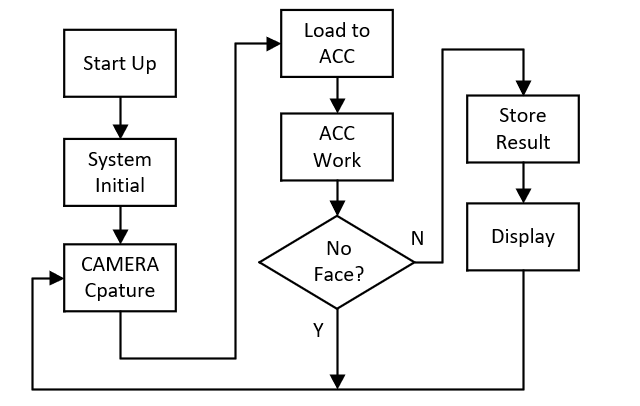 Start Up
System
Initial
CAMERA
Cpature
Load to
ACC
ACC
Work
No
Face?
Y
N
Store
Result
Display